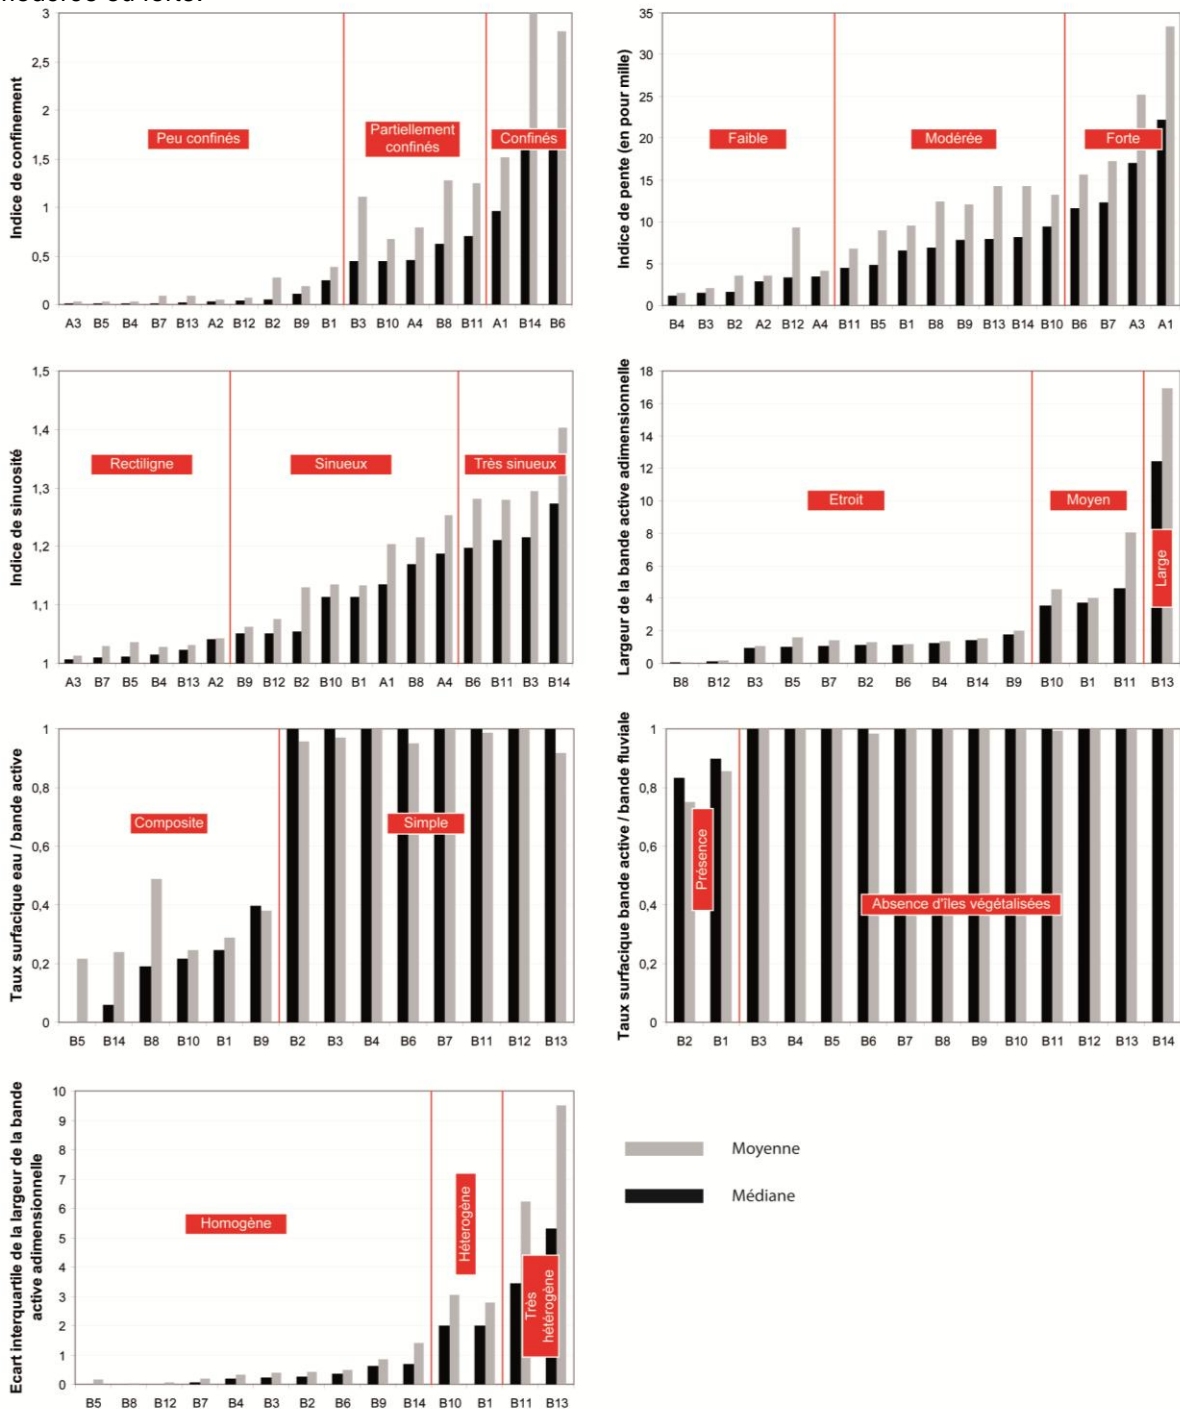 modérée ou forte.
Indice de confinement
3
2,5
2
1,5
1
0,5
0
Peu confinés
Partiellement
confinés
Confinés
A3 B5 B4 B7 B13 A2 B12 B2 B9 B1 B3 B10 A4 B8 B11 A1 B14 B6
Indice de pente (en pour mille)
35
30
25
20
15
10
5
0
Faible
Modérée
Forte
B4 B3 B2 A2 B12 A4 B11 B5 B1 B8 B9 B13 B14 B10 B6 B7 A3 A1
Indice de sinuosité
1,5
1,4
1,3
1,2
1,1
1
Rectiligne
Sinueux
Très sinueux
A3 B7 B5 B4 B13 A2 B9 B12 B2 B10 B1 A1 B8 A4 B6 B11 B3 B14
Largeur de la bande active adimensionnelle
18
16
14
12
10
8
6
4
2
0
Etroit
Moyen
Large
B8 B12 B3 B5 B7 B2 B6 B4 B14 B9 B10 B1 B11 B13
Taux surfacique eau / bande active
1
0,8
0,6
0,4
0,2
0
Composite
Simple
B5 B14 B8 B10 B1 B9 B2 B3 B4 B6 B7 B11 B12 B13
Taux surfacique bande active / bande fluviale
1
0,8
0,6
0,4
0,2
0
Présence
Absence d'îles végétalisées
B2 B1 B3 B4 B5 B6 B7 B8 B9 B10 B11 B12 B13 B14
Ecart interquartile de la largeur de la bande
active adimensionnelle
10
9
8
7
6
5
4
3
2
1
0
Homogène
Hétérogène
Très
hétérogène
B5 B8 B12 B7 B4 B3 B2 B6 B9 B14 B10 B1 B11 B13
Moyenne
Médiane